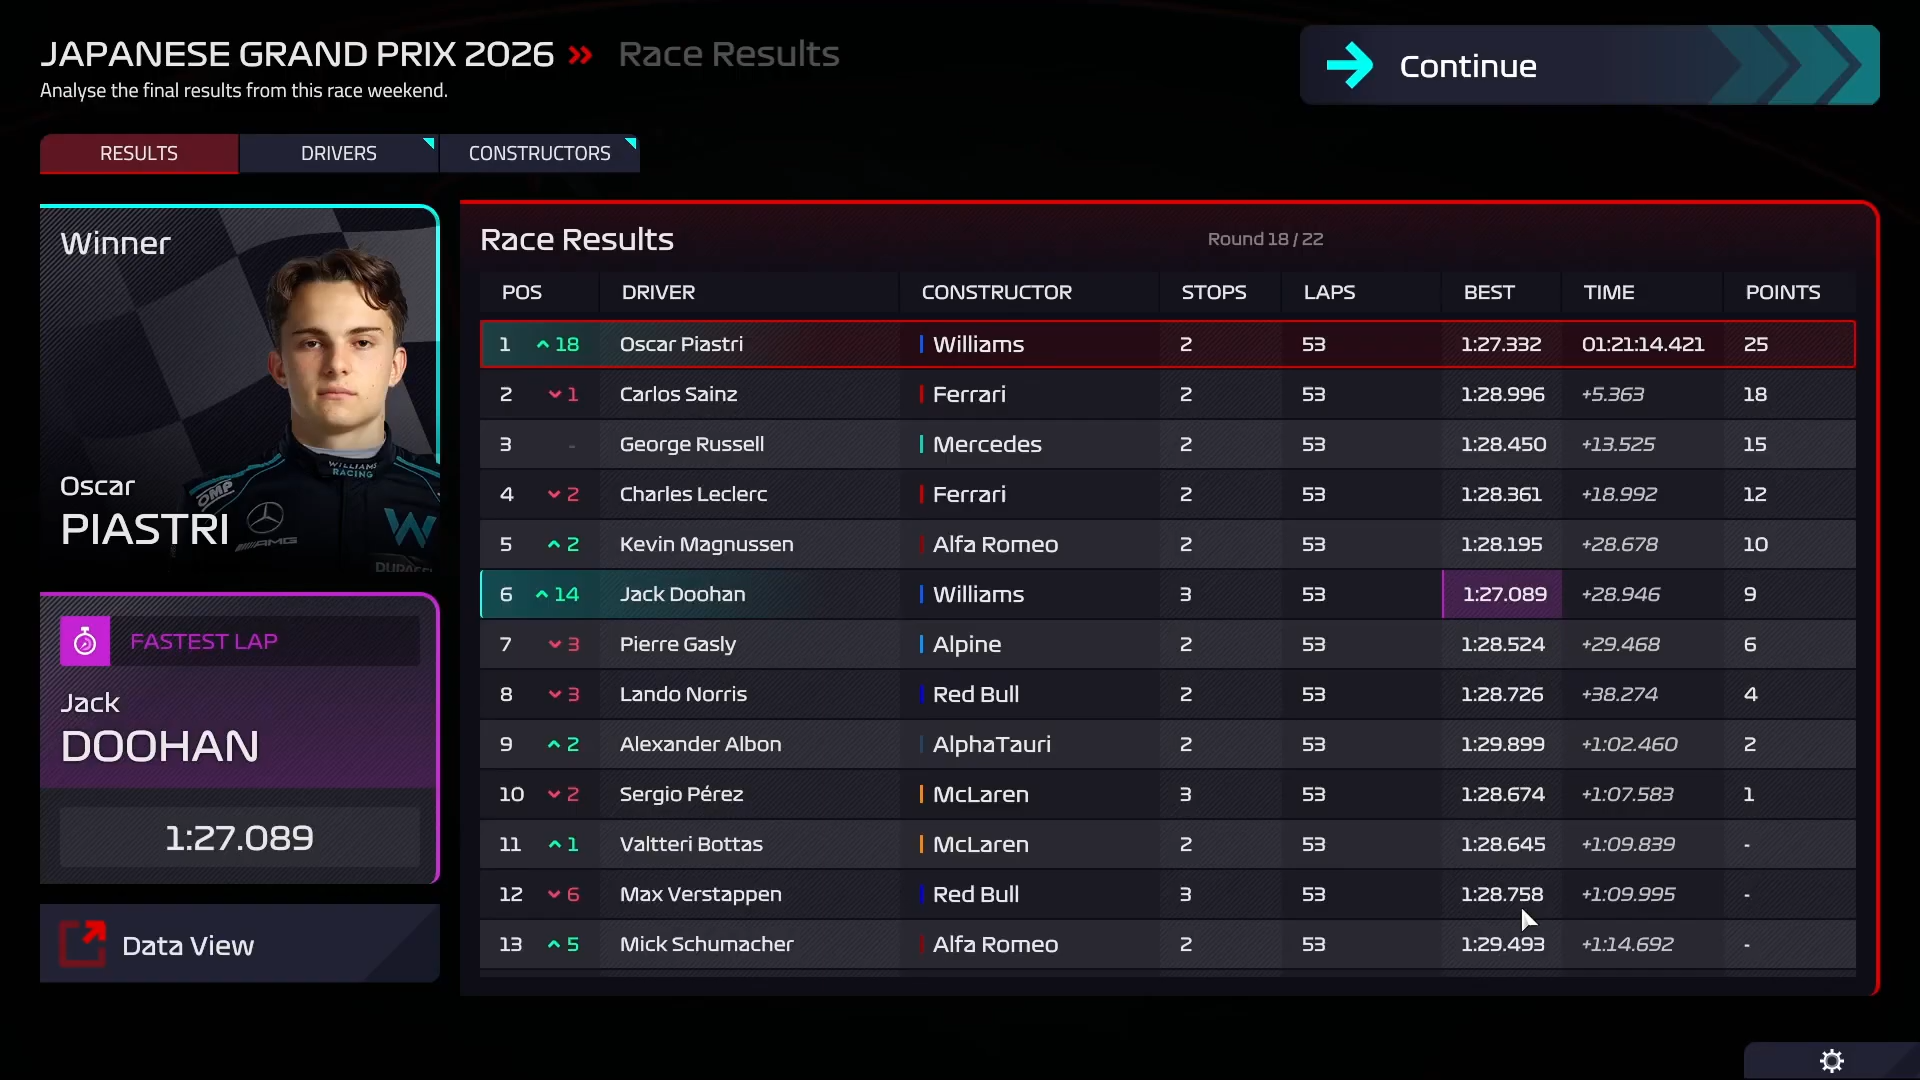 JAPANESE GRAND PRIX 2026 » Race Results
Analyse the final results from this race weekend.
Continue
RESULTS DRIVERS CONSTRUCTORS
Winner
WILLIAMS RACING
OMP
AMG
Oscar
PIASTRI
FASTEST LAP
Jack
DOOHAN
1:27.089
Data View
Race Results Round 18 / 22
POS DRIVER CONSTRUCTOR STOPS LAPS BEST TIME POINTS
1 18 Oscar Piastri Williams 2 53 1:27.332 01:21:14.421 25
2 1 Carlos Sainz Ferrari 2 53 1:28.996 +5.363 18
3 - George Russell Mercedes 2 53 1:28.450 +13.525 15
4 2 Charles Leclerc Ferrari 2 53 1:28.361 +18.992 12
5 2 Kevin Magnussen Alfa Romeo 2 53 1:28.195 +28.678 10
6 14 Jack Doohan Williams 3 53 1:27.089 +28.946 9
7 3 Pierre Gasly Alpine 2 53 1:28.524 +29.468 6
8 3 Lando Norris Red Bull 2 53 1:28.726 +38.274 4
9 2 Alexander Albon AlphaTauri 2 53 1:29.899 +1:02.460 2
10 2 Sergio Pérez McLaren 3 53 1:28.674 +1:07.583 1
11 1 Valtteri Bottas McLaren 2 53 1:28.645 +1:09.839 -
12 6 Max Verstappen Red Bull 3 53 1:28.758 +1:09.995 -
13 5 Mick Schumacher Alfa Romeo 2 53 1:29.493 +1:14.692 -